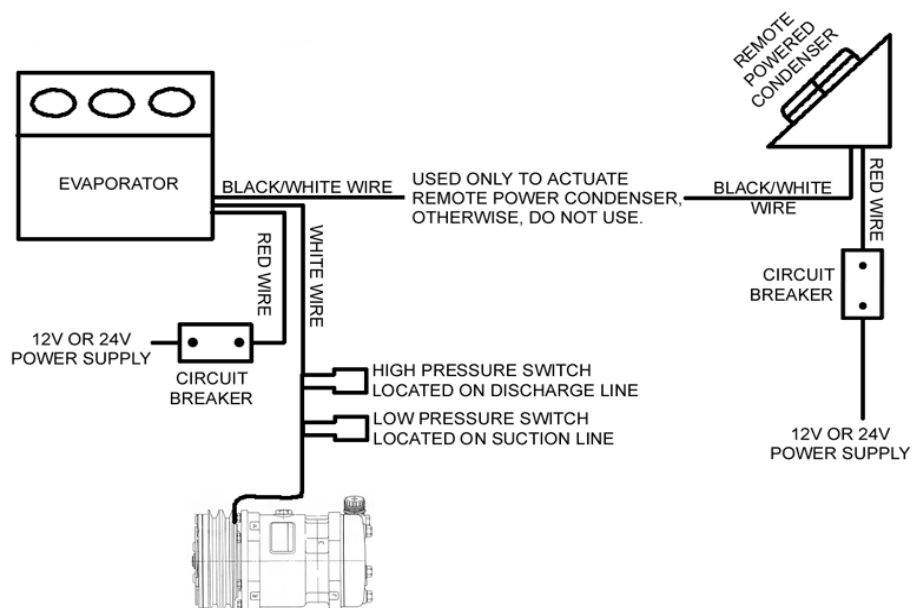 REMOTE
POWERED
CONDENSER
EVAPORATOR
BLACK/WHITE WIRE
USED ONLY TO ACTUATE
REMOTE POWER CONDENSER,
OTHERWISE, DO NOT USE.
BLACK/WHITE
WIRE
RED WIRE
RED WIRE
WHITE WIRE
CIRCUIT
BREAKER
12V OR 24V
POWER SUPPLY
CIRCUIT
BREAKER
HIGH PRESSURE SWITCH
LOCATED ON DISCHARGE LINE
LOW PRESSURE SWITCH
LOCATED ON SUCTION LINE
12V OR 24V
POWER SUPPLY